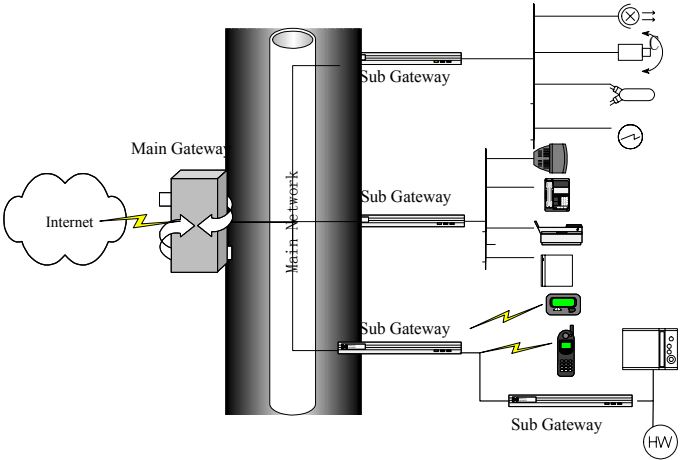 Sub Gateway
Main Gateway
Internet
Main Network
Sub Gateway
Sub Gateway
Sub Gateway
HW